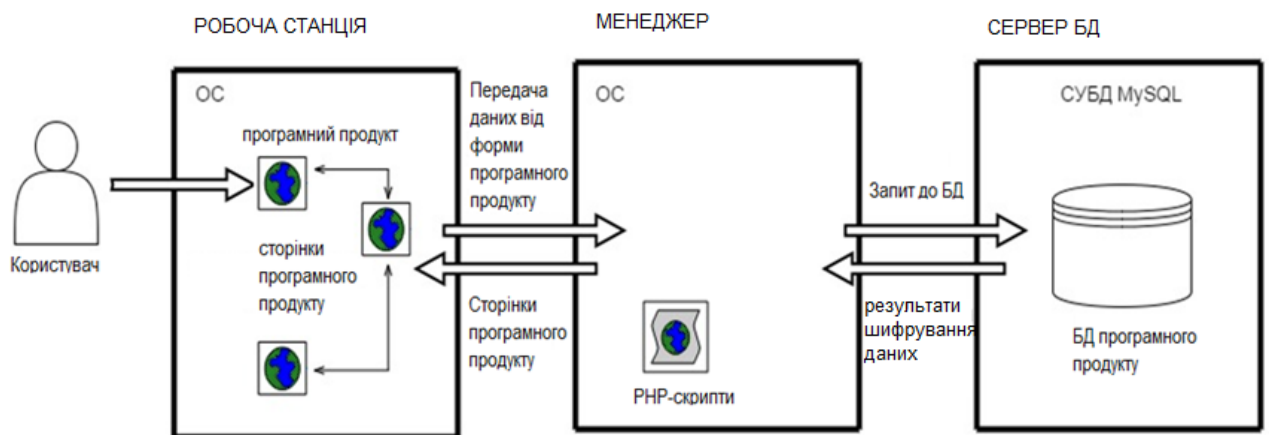 РОБОЧА СТАНЦІЯ
МЕНЕДЖЕР
СЕРВЕР БД
Користувач
ОС
програмний продукт
сторінки
програмного
продукту
Передача
даних від
форми
програмного
продукту
Сторінки
програмного
продукту
ОС
PHP-скрипти
Запит до БД
результати
шифрування
даних
СУБД MySQL
БД програмного
продукту